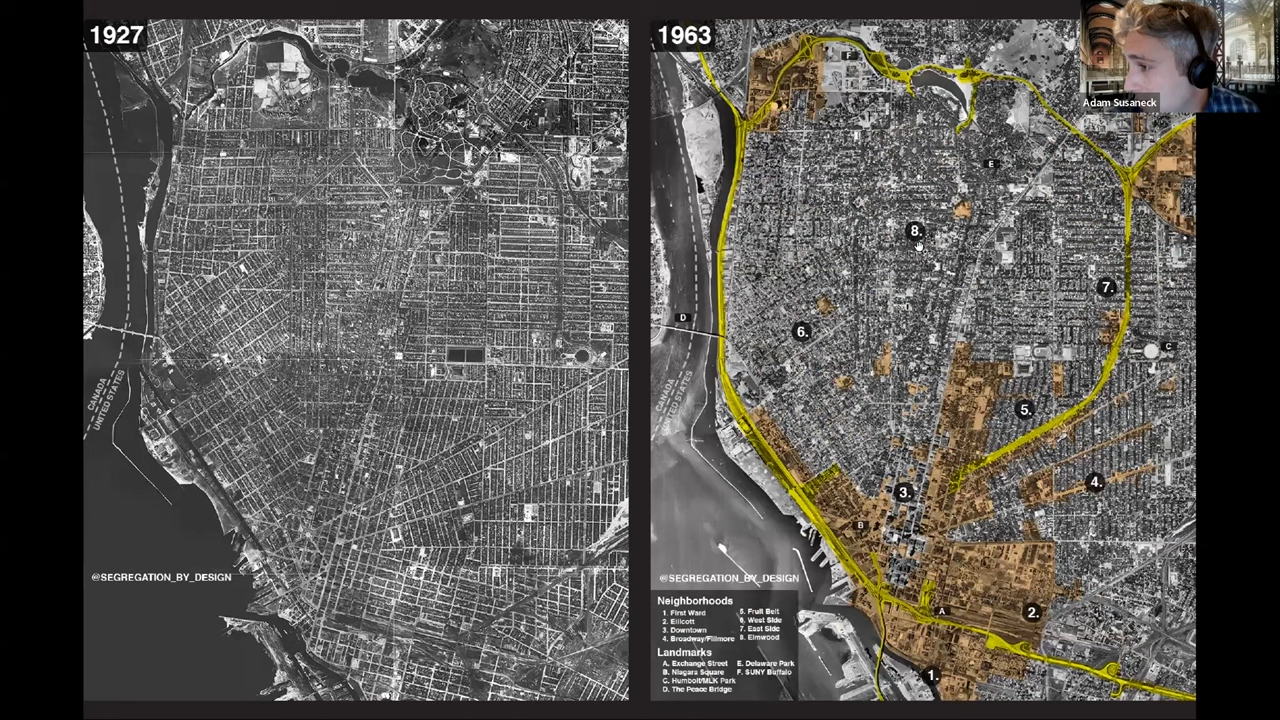 1927
1963
Adam Susaneck
F
E
8.
7.
D
6.
C
5.
4.
3.
B
A
2.
1.
CANADA
UNITED STATES
CANADA
UNITED STATES
@SEGREGATION_BY_DESIGN
@SEGREGATION_BY_DESIGN
Neighborhoods
1. First Ward
2. Ellicott
3. Downtown
4. Broadway/Fillmore
5. Fruit Belt
6. West Side
7. East Side
8. Elmwood
Landmarks
A. Exchange Street
B. Niagara Square
C. Humbolt/MLK Park
D. The Peace Bridge
E. Delaware Park
F. SUNY Buffalo